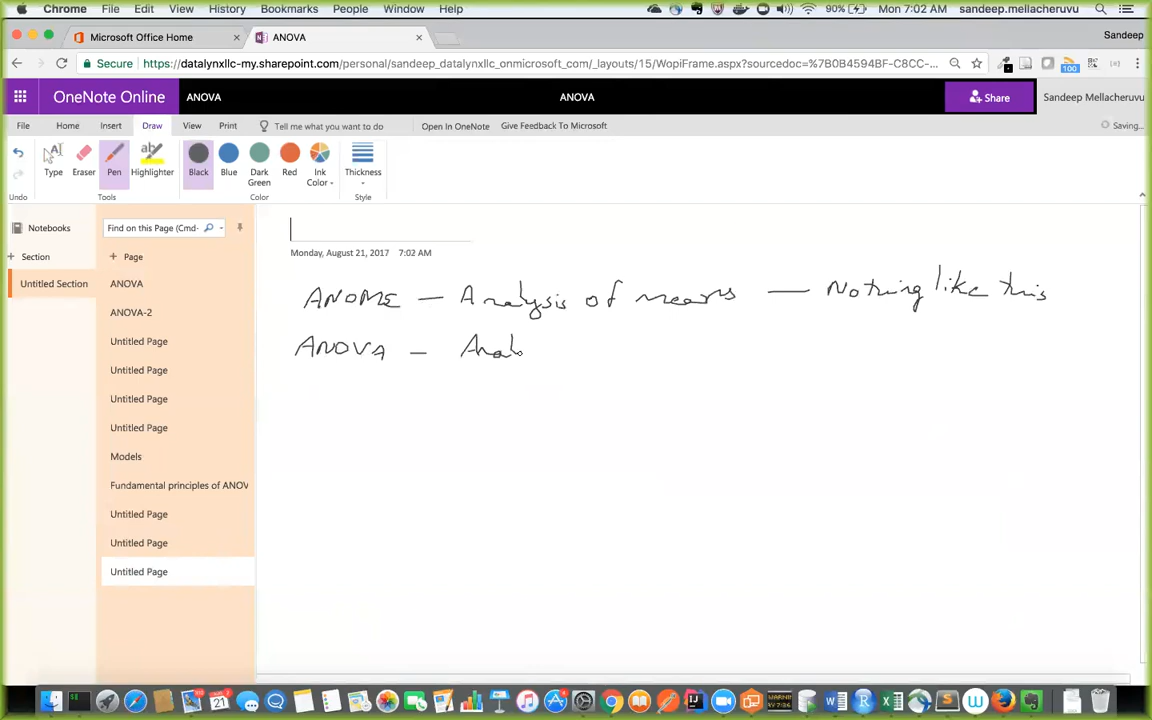 Chrome File Edit View History Bookmarks People Window Help 90% Mon 7:02 AM sandeep.mellacheruvu
Microsoft Office Home × ANOVA × Sandeep
Secure https://datalynxllc-my.sharepoint.com/personal/sandeep_datalynxllc_onmicrosoft_com/_layouts/15/WopiFrame.aspx?sourcedoc=%7B0B4594BF-C8CC-... 100
OneNote Online ANOVA ANOVA Share Sandeep Mellacheruvu
File Home Insert Draw View Print Tell me what you want to do Open In OneNote Give Feedback To Microsoft Saving...
Type Eraser Pen Highlighter Black Blue Dark Green Red Ink Color Thickness
Undo Tools Color Style
Notebooks Find on this Page (Cmd-
Section Page
Untitled Section ANOVA
ANOVA-2
Untitled Page
Untitled Page
Untitled Page
Untitled Page
Models
Fundamental principles of ANOV
Untitled Page
Untitled Page
Untitled Page
Monday, August 21, 2017 7:02 AM
ANOME — Analysis of means — Nothing like this
ANOVA — Anal